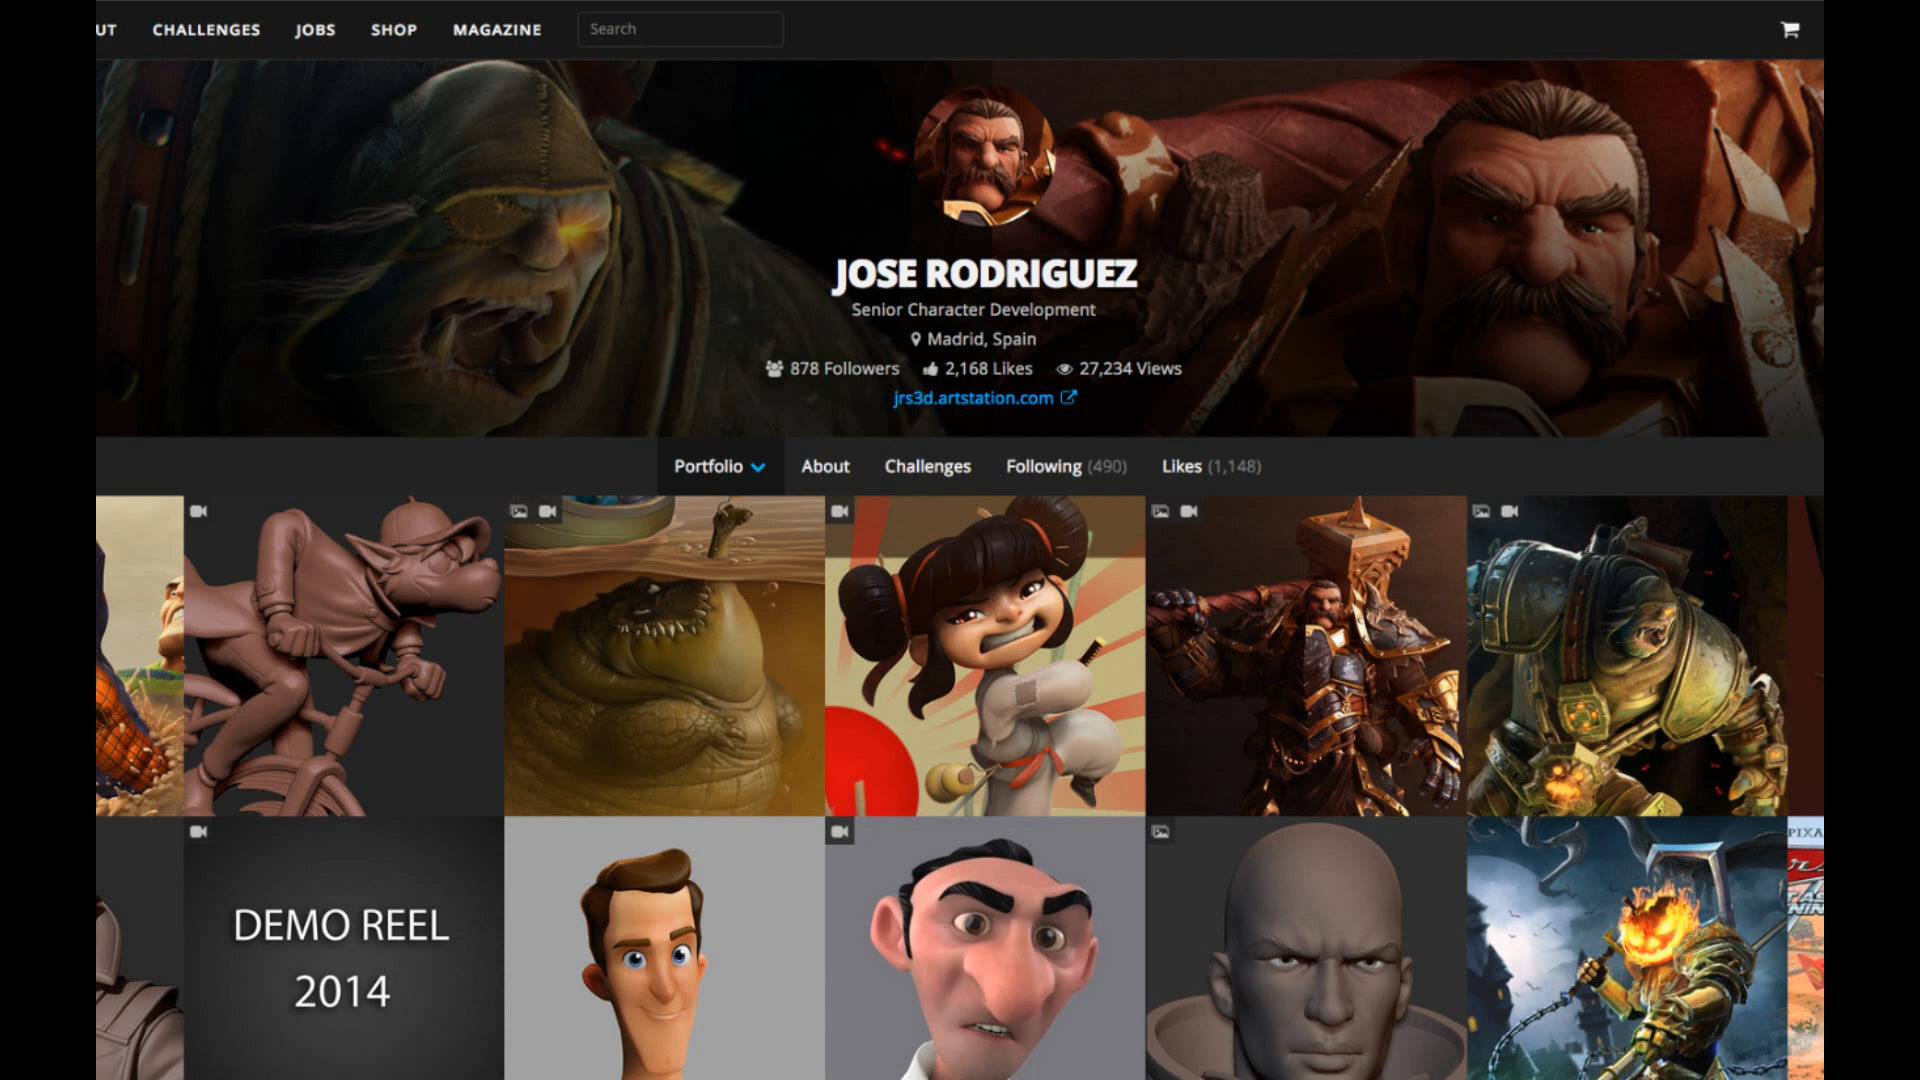 UT CHALLENGES JOBS SHOP MAGAZINE Search
JOSE RODRIGUEZ
Senior Character Development
Madrid, Spain
878 Followers 2,168 Likes 27,234 Views
jrs3d.artstation.com
Portfolio About Challenges Following (490) Likes (1,148)
DEMO REEL
2014
PIXA